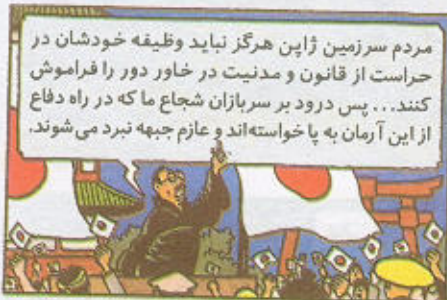 مردم سرزمین ژاپن هرگز نباید وظیفه خودشان در
حراست از قانون و مدنیت در خاور دور را فراموش
کنند... پس درود بر سربازان شجاع ما که در راه دفاع
از این آرمان به پا خواسته‌اند و عازم جبهه نبرد می‌شوند.